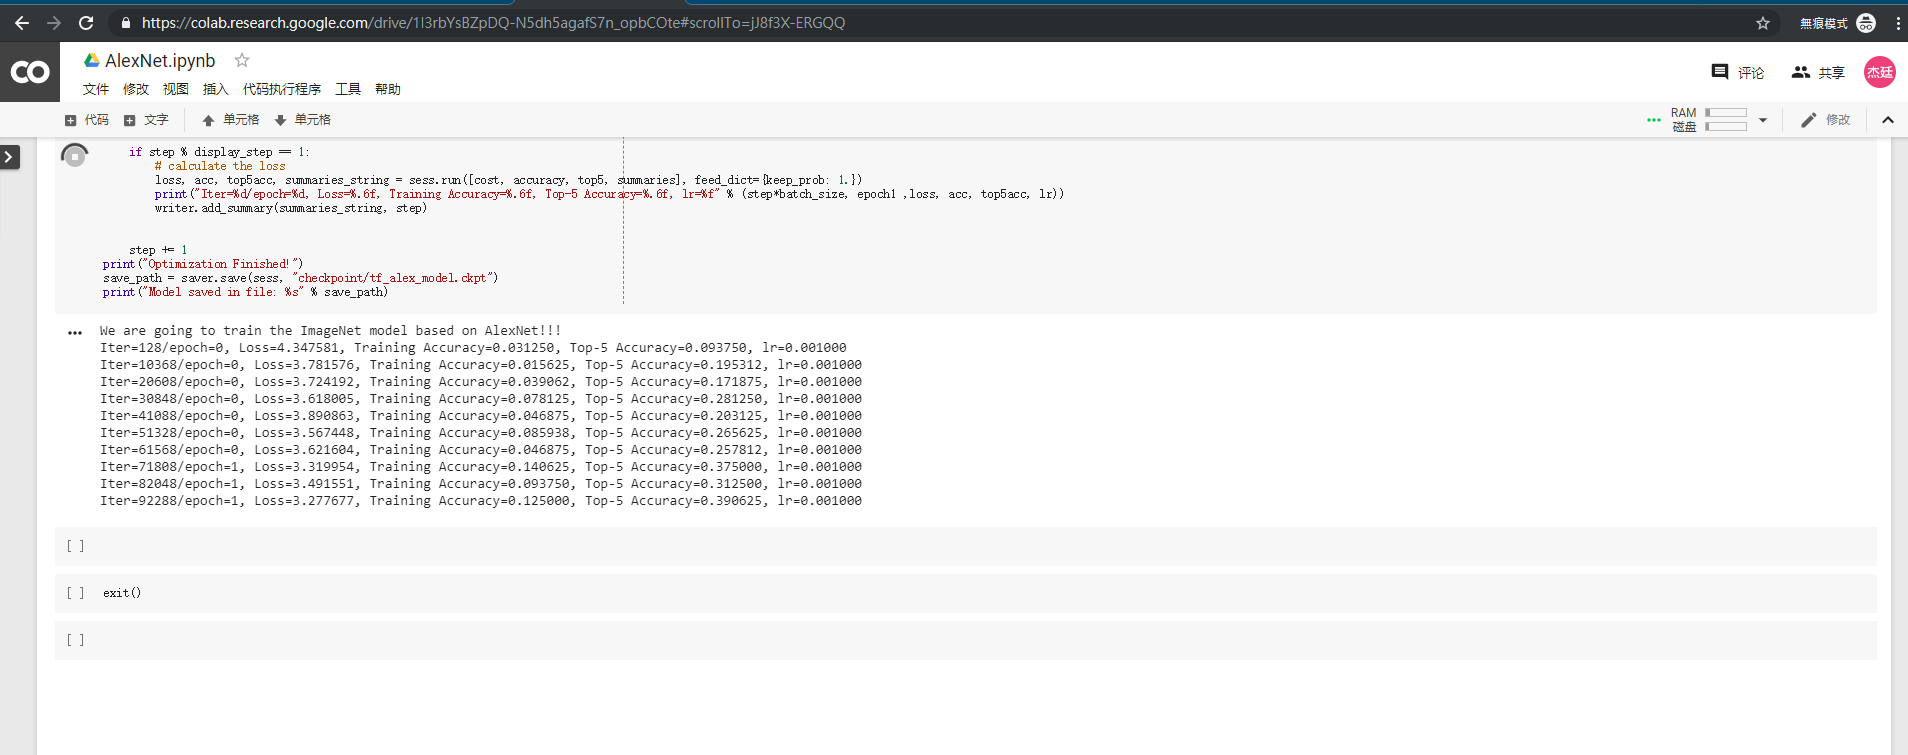 https://colab.research.google.com/drive/1I3rbYsBZpDQ-N5dh5agafS7n_opbCOte#scrollTo=jJ8f3X-ERGQQ
無痕模式
CO
AlexNet.ipynb
评论
共享
杰廷
文件 修改 视图 插入 代码执行程序 工具 帮助
代码 文字 单元格 单元格
RAM
磁盘
修改
if step % display_step == 1:
# calculate the loss
loss, acc, top5acc, summaries_string = sess.run([cost, accuracy, top5, summaries], feed_dict={keep_prob: 1.})
print("Iter=%d/epoch=%d, Loss=%.6f, Training Accuracy=%.6f, Top-5 Accuracy=%.6f, lr=%f" % (step*batch_size, epoch1 ,loss, acc, top5acc, lr))
writer.add_summary(summaries_string, step)
step += 1
print("Optimization Finished!")
save_path = saver.save(sess, "checkpoint/tf_alex_model.ckpt")
print("Model saved in file: %s" % save_path)
We are going to train the ImageNet model based on AlexNet!!!
Iter=128/epoch=0, Loss=4.347581, Training Accuracy=0.031250, Top-5 Accuracy=0.093750, lr=0.001000
Iter=10368/epoch=0, Loss=3.781576, Training Accuracy=0.015625, Top-5 Accuracy=0.195312, lr=0.001000
Iter=20608/epoch=0, Loss=3.724192, Training Accuracy=0.039062, Top-5 Accuracy=0.171875, lr=0.001000
Iter=30848/epoch=0, Loss=3.618005, Training Accuracy=0.078125, Top-5 Accuracy=0.281250, lr=0.001000
Iter=41088/epoch=0, Loss=3.890863, Training Accuracy=0.046875, Top-5 Accuracy=0.203125, lr=0.001000
Iter=51328/epoch=0, Loss=3.567448, Training Accuracy=0.085938, Top-5 Accuracy=0.265625, lr=0.001000
Iter=61568/epoch=0, Loss=3.621604, Training Accuracy=0.046875, Top-5 Accuracy=0.257812, lr=0.001000
Iter=71808/epoch=1, Loss=3.319954, Training Accuracy=0.140625, Top-5 Accuracy=0.375000, lr=0.001000
Iter=82048/epoch=1, Loss=3.491551, Training Accuracy=0.093750, Top-5 Accuracy=0.312500, lr=0.001000
Iter=92288/epoch=1, Loss=3.277677, Training Accuracy=0.125000, Top-5 Accuracy=0.390625, lr=0.001000
[ ]
[ ] exit()
[ ]